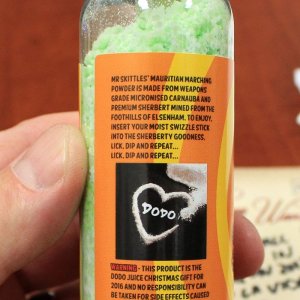 MR SKITTLES' MAURITIAN MARCHING
POWDER IS MADE FROM WEAPONS
GRADE MICRONISED CARNAUBA AND
PREMIUM SHERBERT MINED FROM THE
FOOTHILLS OF ELSENHAM. TO ENJOY,
INSERT YOUR MOIST SWIZZLE STICK
INTO THE SHERBERTY GOODNESS.
LICK, DIP AND REPEAT...
LICK, DIP AND REPEAT...
DODO
WARNING - THIS PRODUCT IS THE
DODO JUICE CHRISTMAS GIFT FOR
2016 AND NO RESPONSIBILITY CAN
BE TAKEN FOR SIDE EFFECTS CAUSED